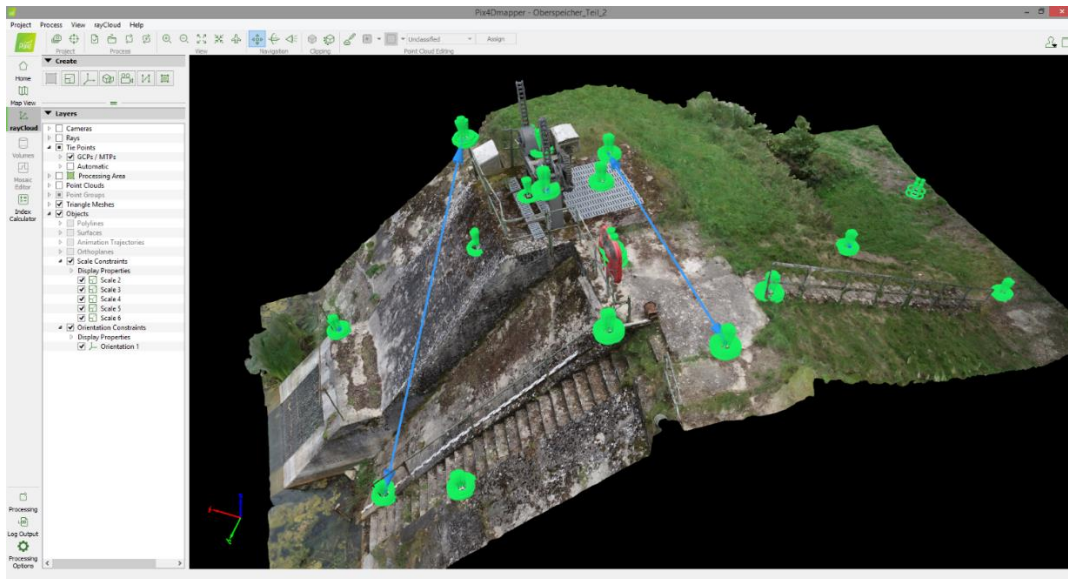 Pix4Dmapper - Oberspeicher_Teil_2
Project Process View rayCloud Help
Unclassified Assign
Project Process View Navigation Clipping Point Cloud Editing
Home
Map View
rayCloud
Volumes
Mosaic
Editor
Index
Calculator
Create
Layers
Cameras
Rays
Tie Points
GCPs / MTPs
Automatic
Processing Area
Point Clouds
Point Groups
Triangle Meshes
Objects
Polylines
Surfaces
Animation Trajectories
Orthoplanes
Scale Constraints
Display Properties
Scale 2
Scale 3
Scale 4
Scale 5
Scale 6
Orientation Constraints
Display Properties
Orientation 1
Processing
Log Output
Processing
Options